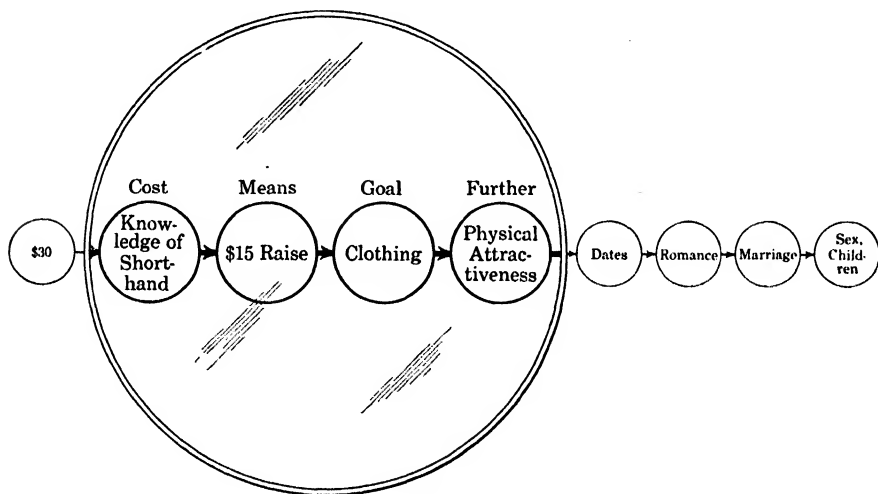 Cost Means Goal Further
$30
Know-
ledge of
Short-
hand
$15 Raise
Clothing
Physical
Attrac-
tiveness
Dates
Romance
Marriage
Sex,
Child-
ren